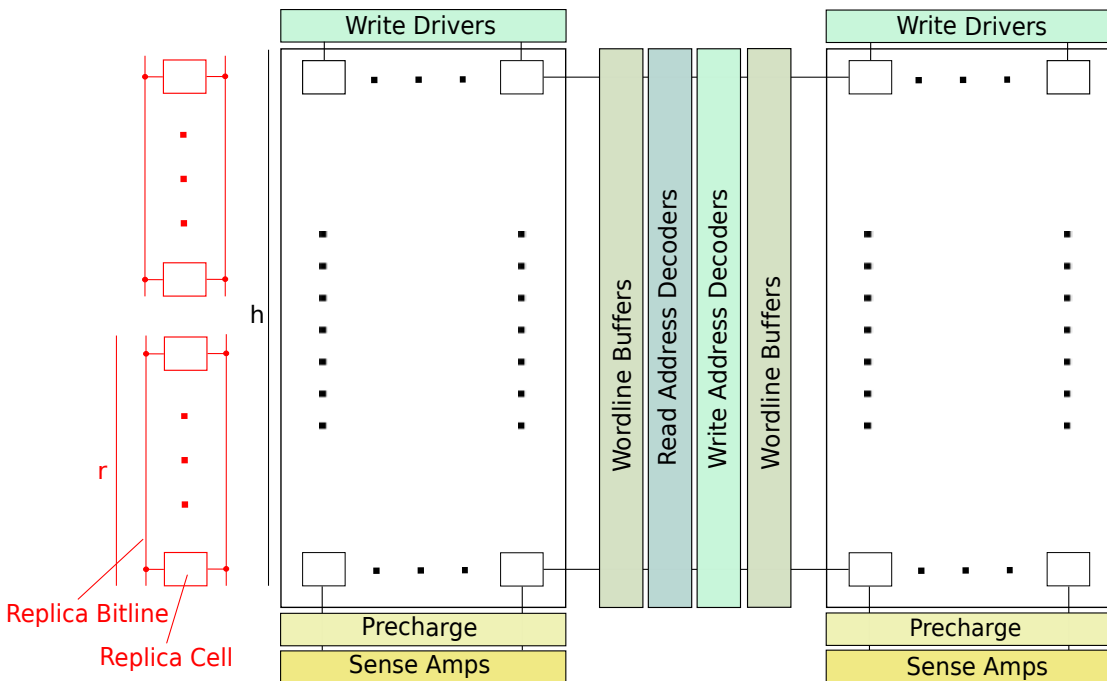 Write Drivers
Write Drivers
h
r
Wordline Buffers
Read Address Decoders
Write Address Decoders
Wordline Buffers
Replica Bitline
Replica Cell
Precharge
Precharge
Sense Amps
Sense Amps